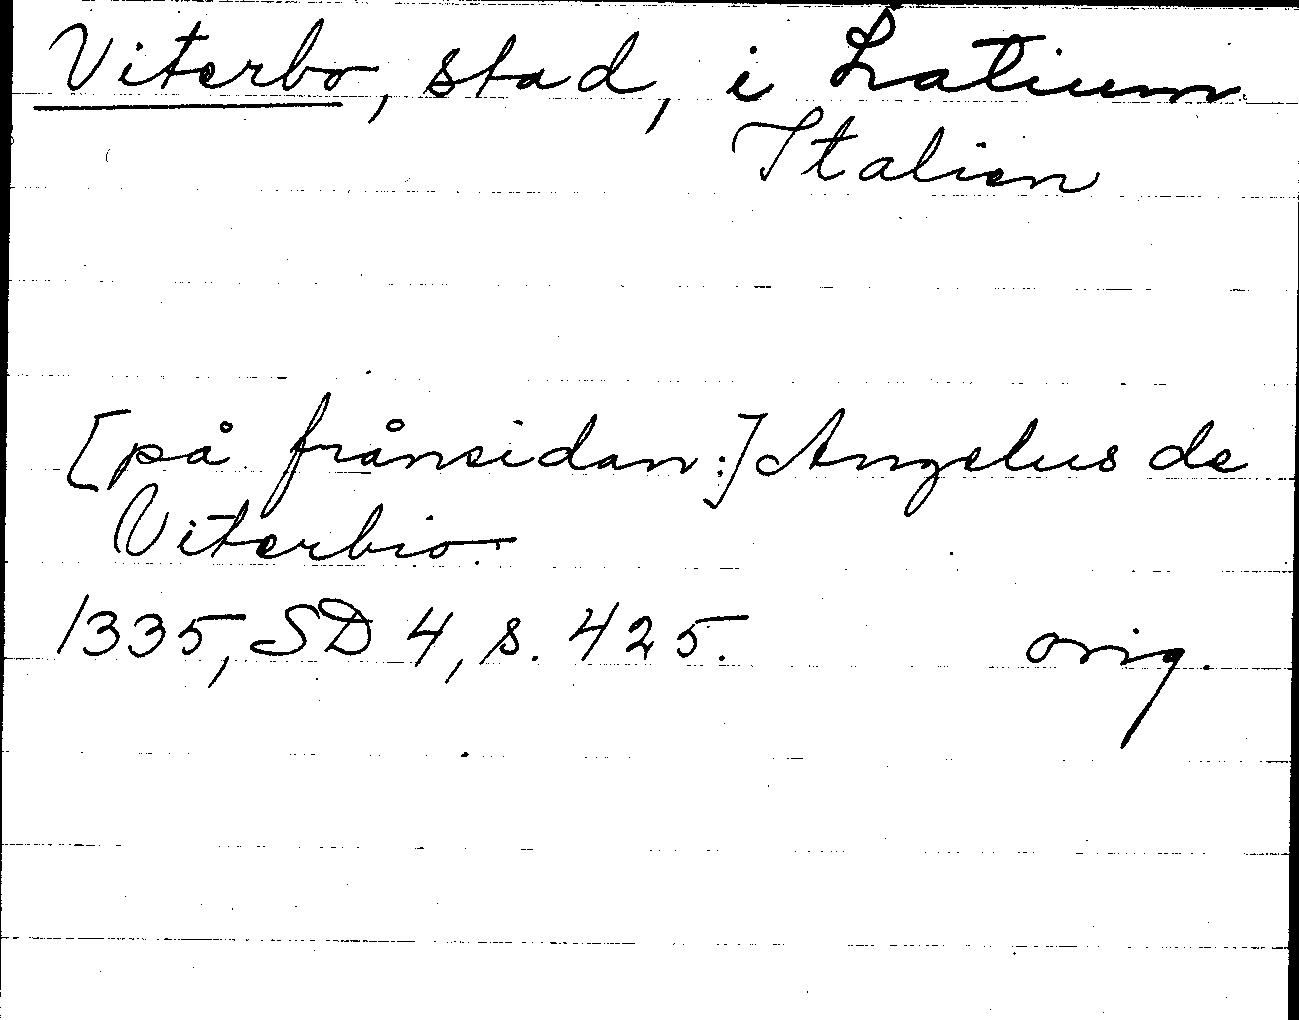 Viterbo, stad, i Latium
Italien
[på frånsidan:] Angelus de
Viterbio
1335, SD 4, s. 425. orig.